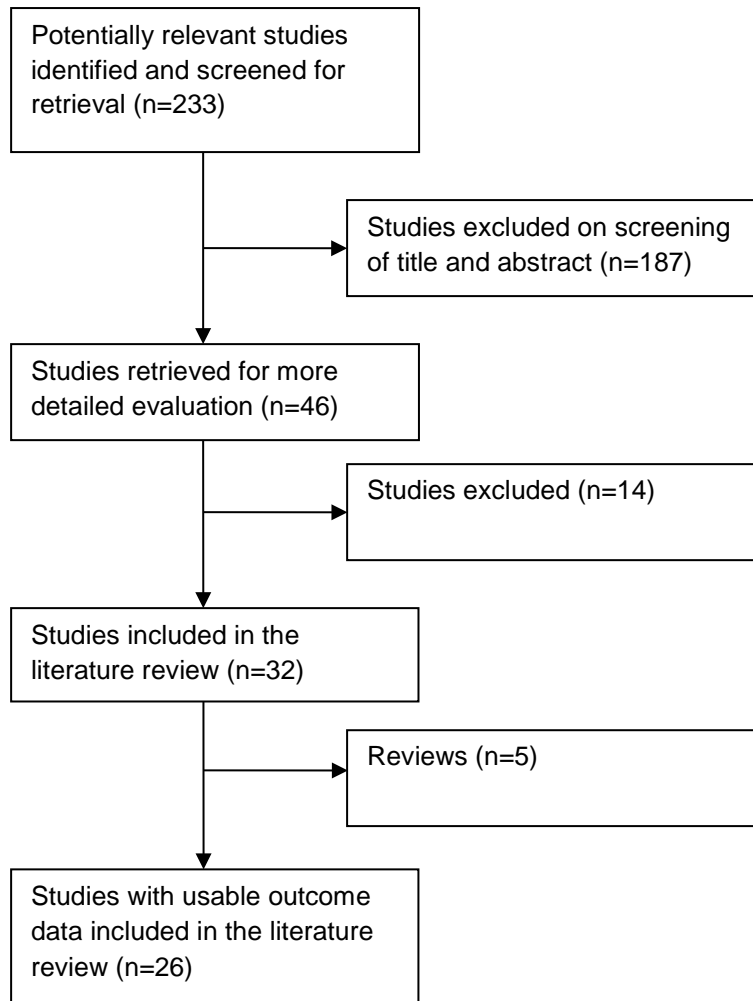 Potentially relevant studies
identified and screened for
retrieval (n=233)
Studies excluded on screening
of title and abstract (n=187)
Studies retrieved for more
detailed evaluation (n=46)
Studies excluded (n=14)
Studies included in the
literature review (n=32)
Reviews (n=5)
Studies with usable outcome
data included in the literature
review (n=26)